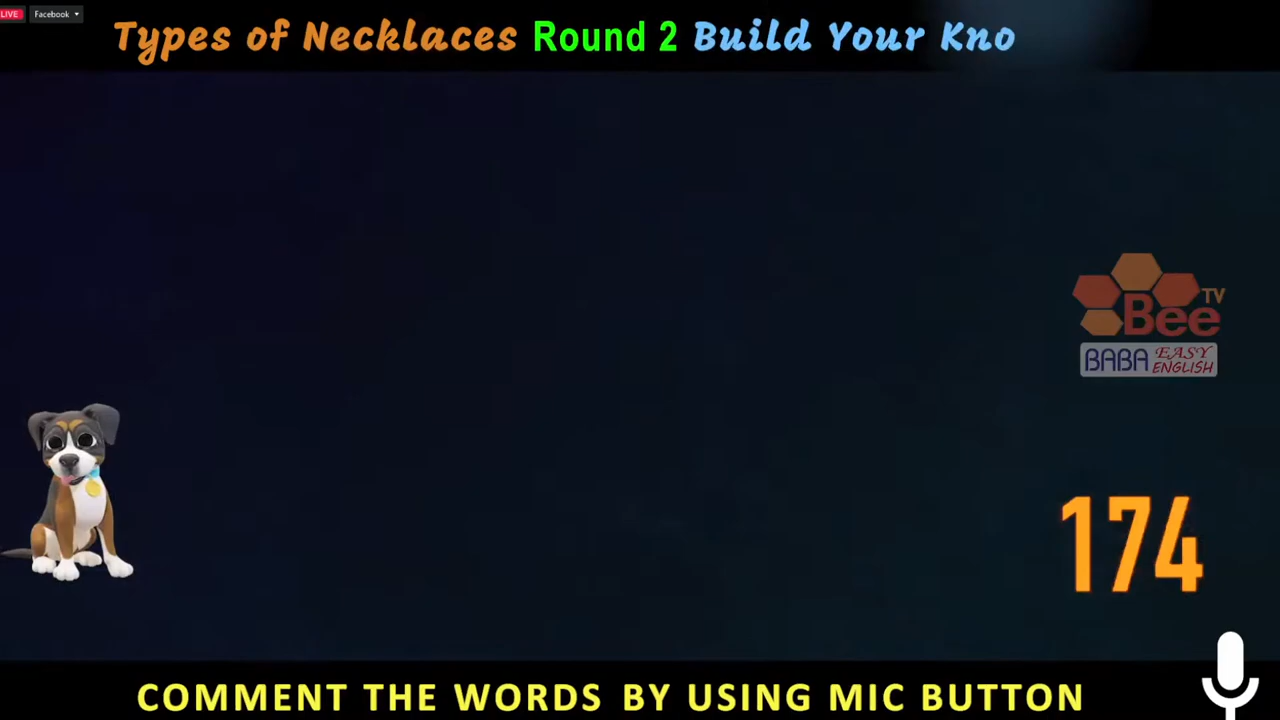 LIVE
Facebook
Types of Necklaces Round 2 Build Your Kno
TV
Bee
BABA EASY ENGLISH
174
COMMENT THE WORDS BY USING MIC BUTTON